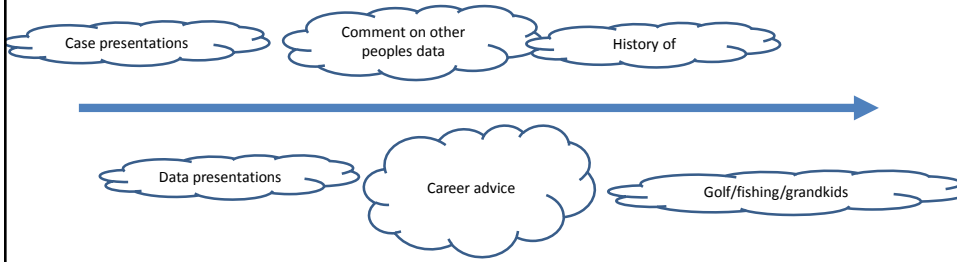 Case presentations
Comment on other
peoples data
History of
Data presentations
Career advice
Golf/fishing/grandkids